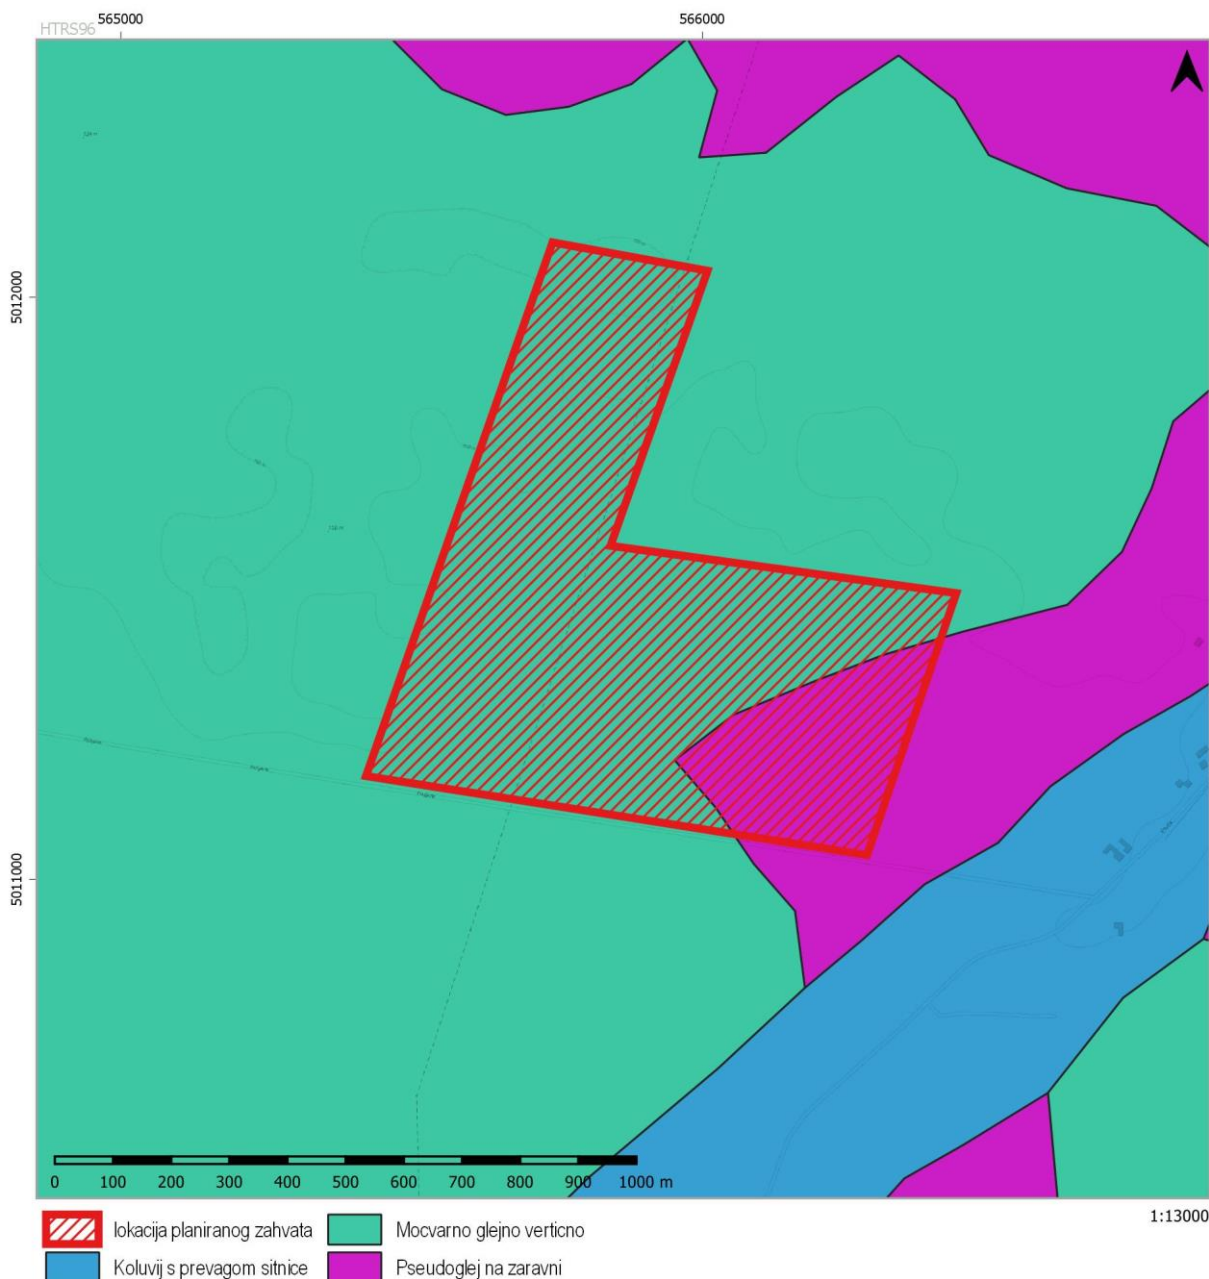 565000 566000
HTRS96
5012000
5011000
0 100 200 300 400 500 600 700 800 900 1000 m
lokacija planiranog zahvata Mocvarno glejno verticno 1:13000
Koluvij s prevagom sitnice Pseudoglej na zaravni